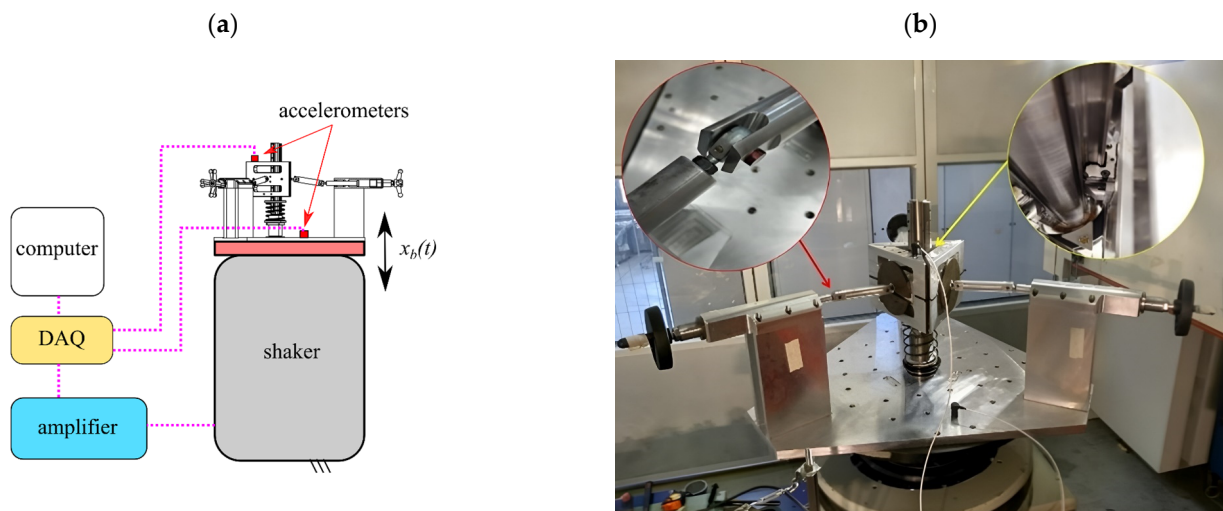 (a)
(b)
accelerometers
computer
x_b(t)
DAQ
shaker
amplifier